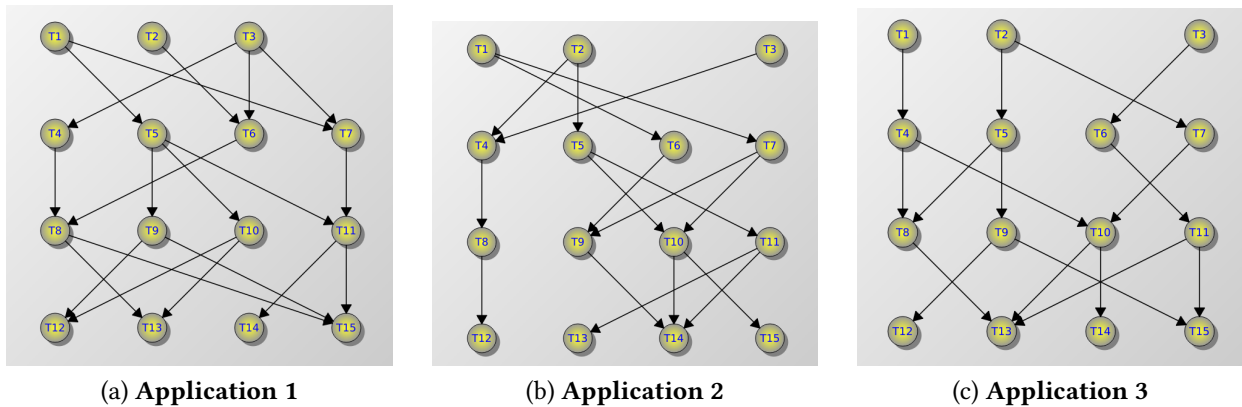 T1 T2 T3
T4 T5 T6 T7
T8 T9 T10 T11
T12 T13 T14 T15
(a) Application 1
T1 T2 T3
T4 T5 T6 T7
T8 T9 T10 T11
T12 T13 T14 T15
(b) Application 2
T1 T2 T3
T4 T5 T6 T7
T8 T9 T10 T11
T12 T13 T14 T15
(c) Application 3